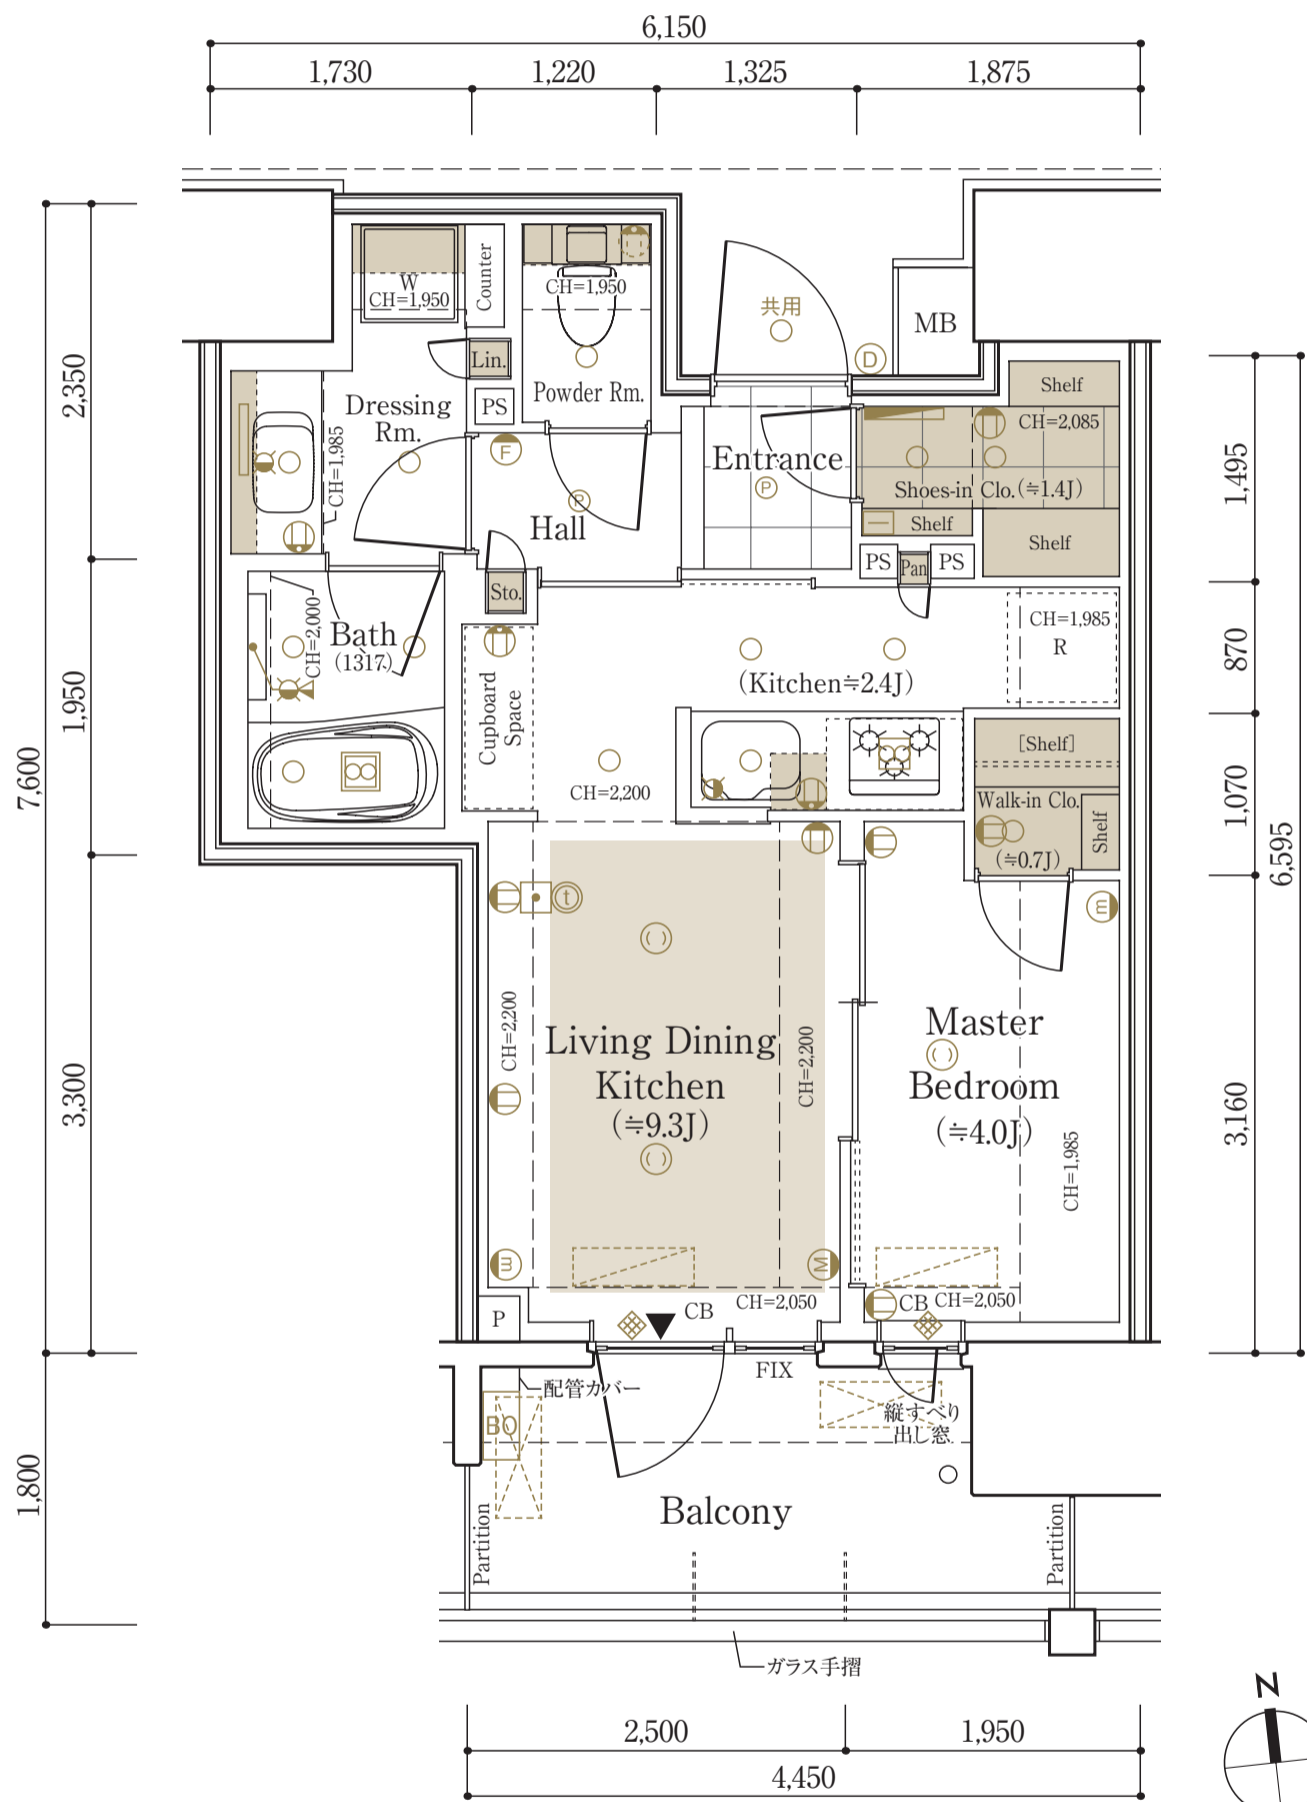 6,150
1,730
1,220
1,325
1,875
W
CH=1,950
Counter
CH=1,950
共用
D
MB
Lin.
PS
Powder Rm.
Dressing
Rm.
CH=1,985
F
P
Hall
Entrance
P
Shelf
CH=2,085
Shoes-in Clo.(≒1.4J)
Shelf
Shelf
PS
Pan
PS
Sto.
CH=2,000
Bath
(1317)
Cupboard
Space
(Kitchen≒2.4J)
CH=1,985
R
CH=2,200
[Shelf]
Walk-in Clo.
(≒0.7J)
Shelf
t
m
CH=2,200
Living Dining
Kitchen
(≒9.3J)
CH=2,200
Master
Bedroom
(≒4.0J)
CH=1,985
m
M
P
CB
CH=2,050
CB
CH=2,050
FIX
配管カバー
BO
縦すべり
出し窓
Balcony
Partition
Partition
ガラス手摺
2,350
1,950
3,300
7,600
1,800
1,495
870
1,070
3,160
6,595
2,500
1,950
4,450
N